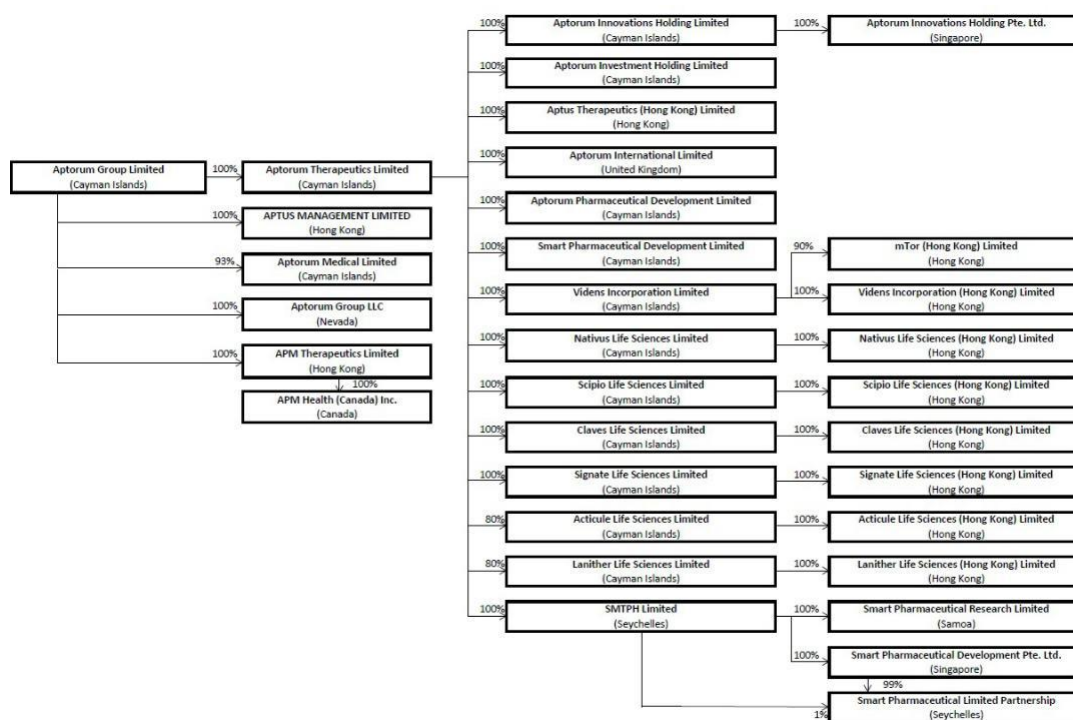 100%
Aptorum Innovations Holding Limited
(Cayman Islands)
100%
Aptorum Innovations Holding Pte. Ltd.
(Singapore)
100%
Aptorum Investment Holding Limited
(Cayman Islands)
100%
Aptus Therapeutics (Hong Kong) Limited
(Hong Kong)
100%
Aptorum International Limited
(United Kingdom)
Aptorum Group Limited
(Cayman Islands)
100%
Aptorum Therapeutics Limited
(Cayman Islands)
100%
Aptorum Pharmaceutical Development Limited
(Cayman Islands)
100%
APTUS MANAGEMENT LIMITED
(Hong Kong)
100%
Smart Pharmaceutical Development Limited
(Cayman Islands)
90%
mTor (Hong Kong) Limited
(Hong Kong)
93%
Aptorum Medical Limited
(Cayman Islands)
100%
Videns Incorporation Limited
(Cayman Islands)
100%
Videns Incorporation (Hong Kong) Limited
(Hong Kong)
100%
Aptorum Group LLC
(Nevada)
100%
Nativus Life Sciences Limited
(Cayman Islands)
100%
Nativus Life Sciences (Hong Kong) Limited
(Hong Kong)
100%
APM Therapeutics Limited
(Hong Kong)
100%
APM Health (Canada) Inc.
(Canada)
100%
Scipio Life Sciences Limited
(Cayman Islands)
100%
Scipio Life Sciences (Hong Kong) Limited
(Hong Kong)
100%
Claves Life Sciences Limited
(Cayman Islands)
100%
Claves Life Sciences (Hong Kong) Limited
(Hong Kong)
100%
Signate Life Sciences Limited
(Cayman Islands)
100%
Signate Life Sciences (Hong Kong) Limited
(Hong Kong)
80%
Acticule Life Sciences Limited
(Cayman Islands)
100%
Acticule Life Sciences (Hong Kong) Limited
(Hong Kong)
80%
Lanither Life Sciences Limited
(Cayman Islands)
100%
Lanither Life Sciences (Hong Kong) Limited
(Hong Kong)
100%
SMTPH Limited
(Seychelles)
100%
Smart Pharmaceutical Research Limited
(Samoa)
100%
Smart Pharmaceutical Development Pte. Ltd.
(Singapore)
99%
1%
Smart Pharmaceutical Limited Partnership
(Seychelles)